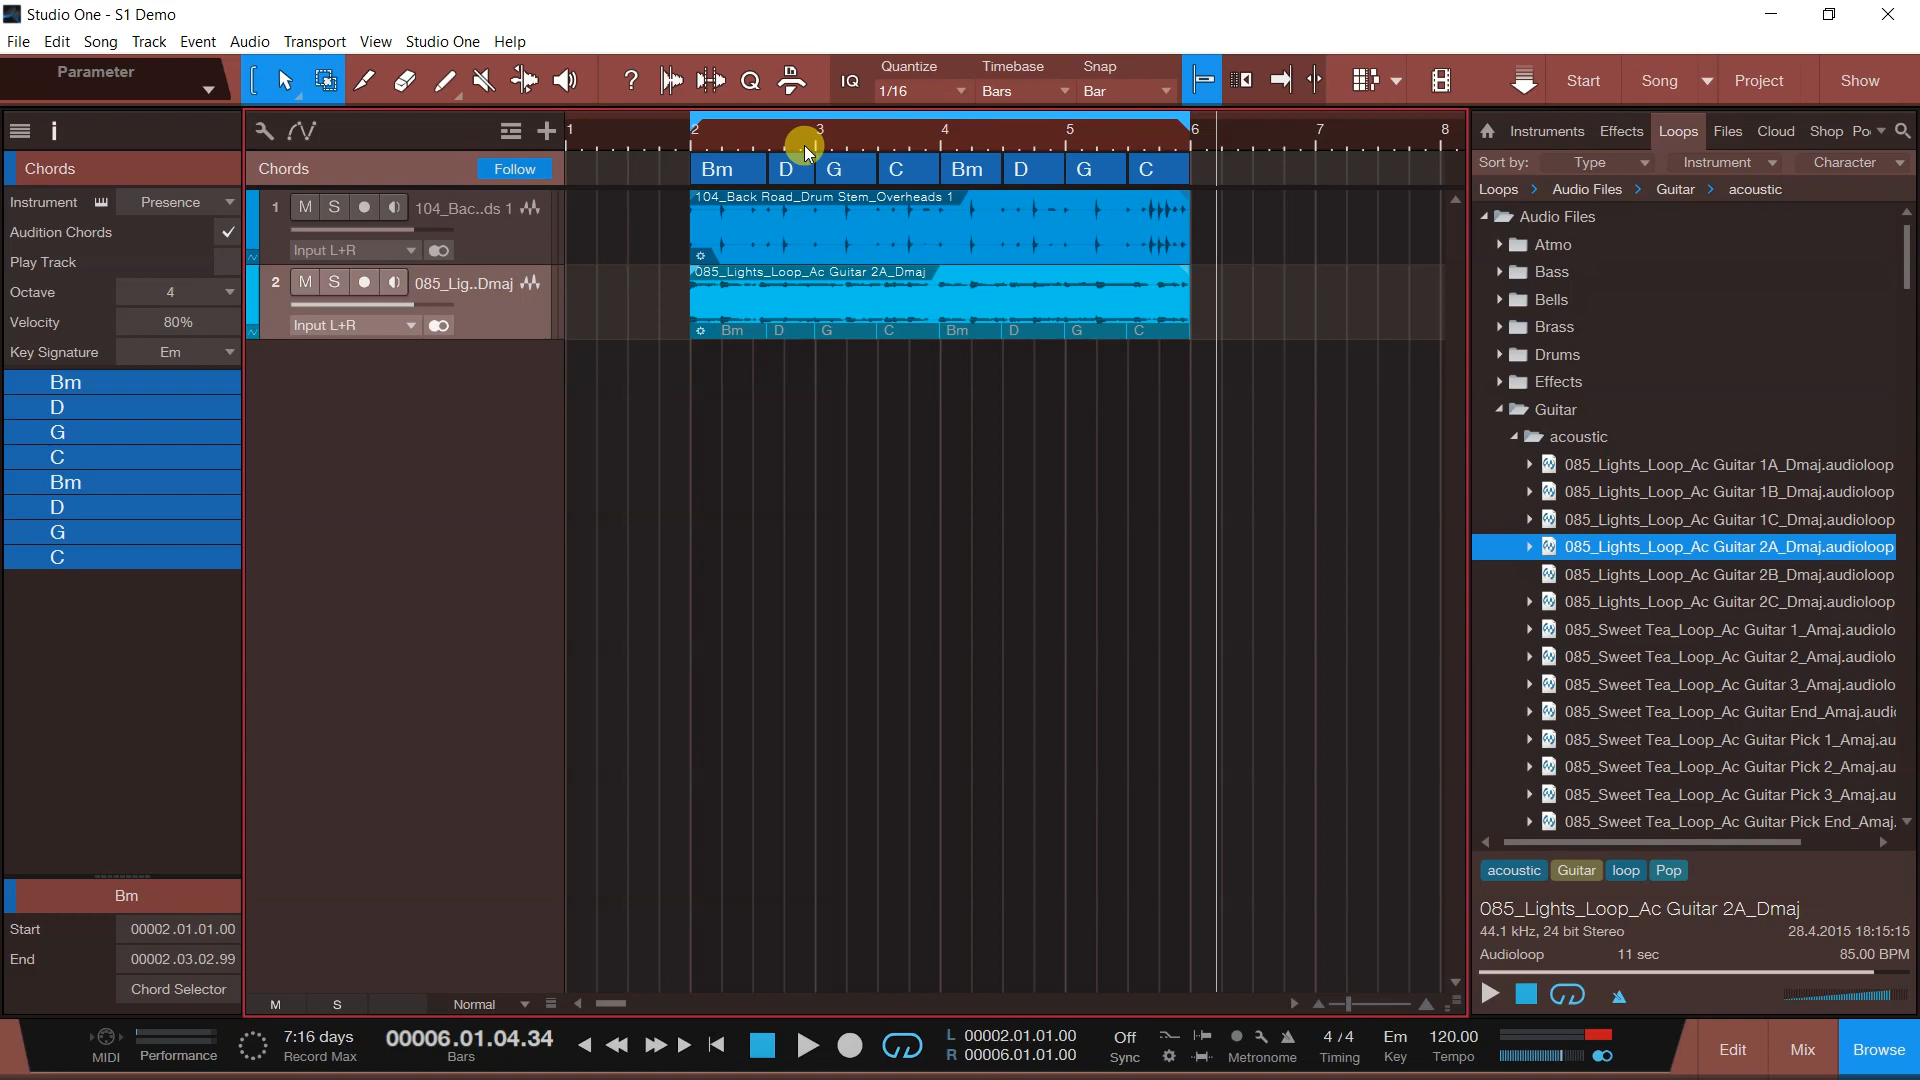 Studio One - S1 Demo
File Edit Song Track Event Audio Transport View Studio One Help
Parameter
Quantize Timebase Snap
1/16 Bars Bar
IQ
Start Song Project Show
1 2 3 4 5 6 7 8
Instruments Effects Loops Files Cloud Shop Po
Chords
Chords Follow
Bm D G C Bm D G C
Sort by: Type Instrument Character
Loops Audio Files Guitar acoustic
Instrument Presence
Audition Chords
Play Track
Octave 4
Velocity 80%
Key Signature Em
Bm
D
G
C
Bm
D
G
C
1 M S 104_Bac..ds 1
Input L+R
2 M S 085_Lig..Dmaj
Input L+R
104_Back Road_Drum Stem_Overheads 1
085_Lights_Loop_Ac Guitar 2A_Dmaj
Bm D G C Bm D G C
Audio Files
Atmo
Bass
Bells
Brass
Drums
Effects
Guitar
acoustic
085_Lights_Loop_Ac Guitar 1A_Dmaj.audioloop
085_Lights_Loop_Ac Guitar 1B_Dmaj.audioloop
085_Lights_Loop_Ac Guitar 1C_Dmaj.audioloop
085_Lights_Loop_Ac Guitar 2A_Dmaj.audioloop
085_Lights_Loop_Ac Guitar 2B_Dmaj.audioloop
085_Lights_Loop_Ac Guitar 2C_Dmaj.audioloop
085_Sweet Tea_Loop_Ac Guitar 1_Amaj.audiolo
085_Sweet Tea_Loop_Ac Guitar 2_Amaj.audiolo
085_Sweet Tea_Loop_Ac Guitar 3_Amaj.audiolo
085_Sweet Tea_Loop_Ac Guitar End_Amaj.audi
085_Sweet Tea_Loop_Ac Guitar Pick 1_Amaj.au
085_Sweet Tea_Loop_Ac Guitar Pick 2_Amaj.au
085_Sweet Tea_Loop_Ac Guitar Pick 3_Amaj.au
085_Sweet Tea_Loop_Ac Guitar Pick End_Amaj.
acoustic Guitar loop Pop
085_Lights_Loop_Ac Guitar 2A_Dmaj
44.1 kHz, 24 bit Stereo 28.4.2015 18:15:15
Audioloop 11 sec 85.00 BPM
Bm
Start 00002.01.01.00
End 00002.03.02.99
Chord Selector
M S Normal
MIDI Performance
7:16 days
Record Max
00006.01.04.34
Bars
L 00002.01.01.00
R 00006.01.01.00
Off
Sync
Metronome
4/4
Timing
Em
Key
120.00
Tempo
Edit Mix Browse